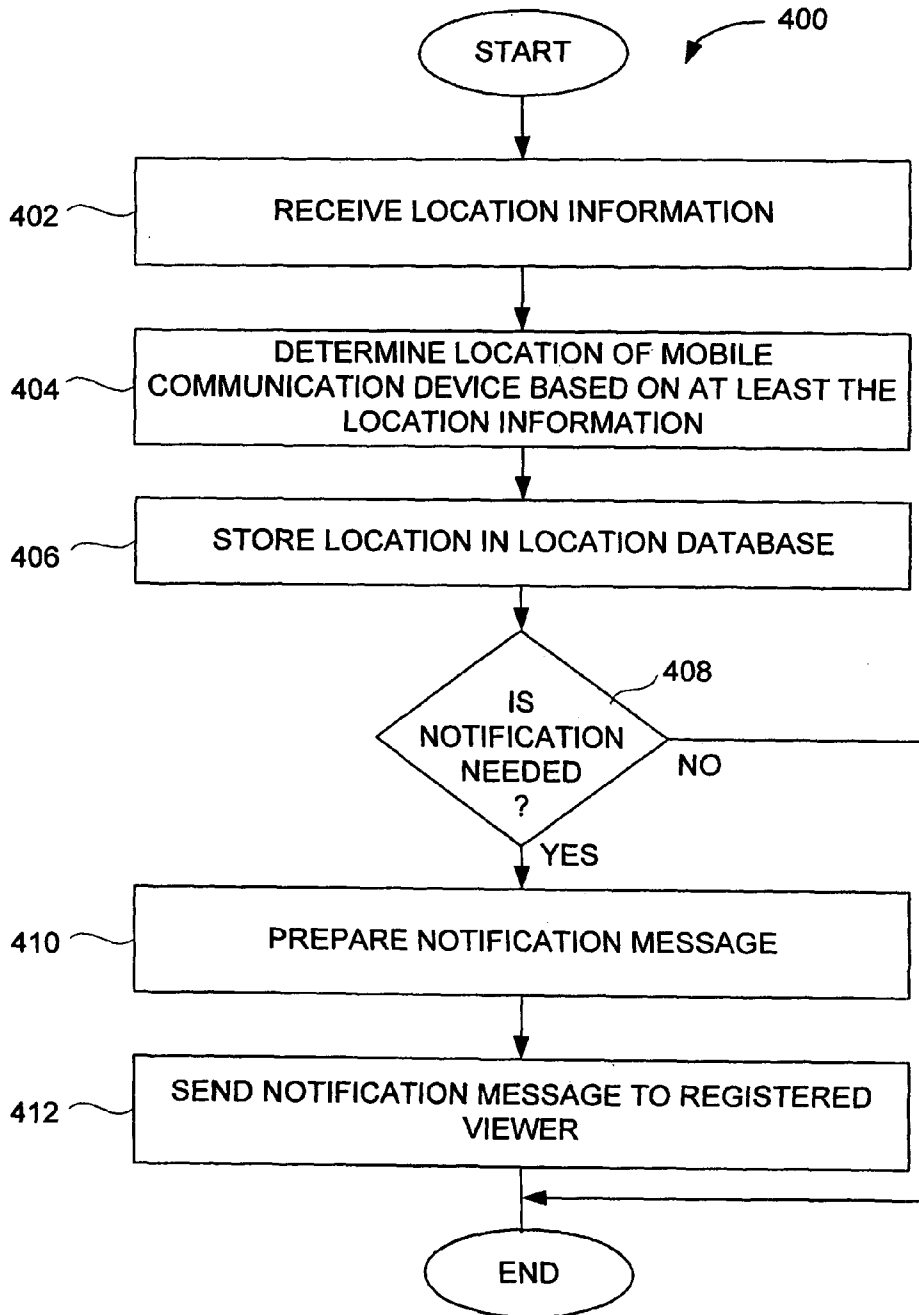 400
START
402
RECEIVE LOCATION INFORMATION
404
DETERMINE LOCATION OF MOBILE
COMMUNICATION DEVICE BASED ON AT LEAST THE
LOCATION INFORMATION
406
STORE LOCATION IN LOCATION DATABASE
408
IS
NOTIFICATION
NEEDED
?
NO
YES
410
PREPARE NOTIFICATION MESSAGE
412
SEND NOTIFICATION MESSAGE TO REGISTERED
VIEWER
END